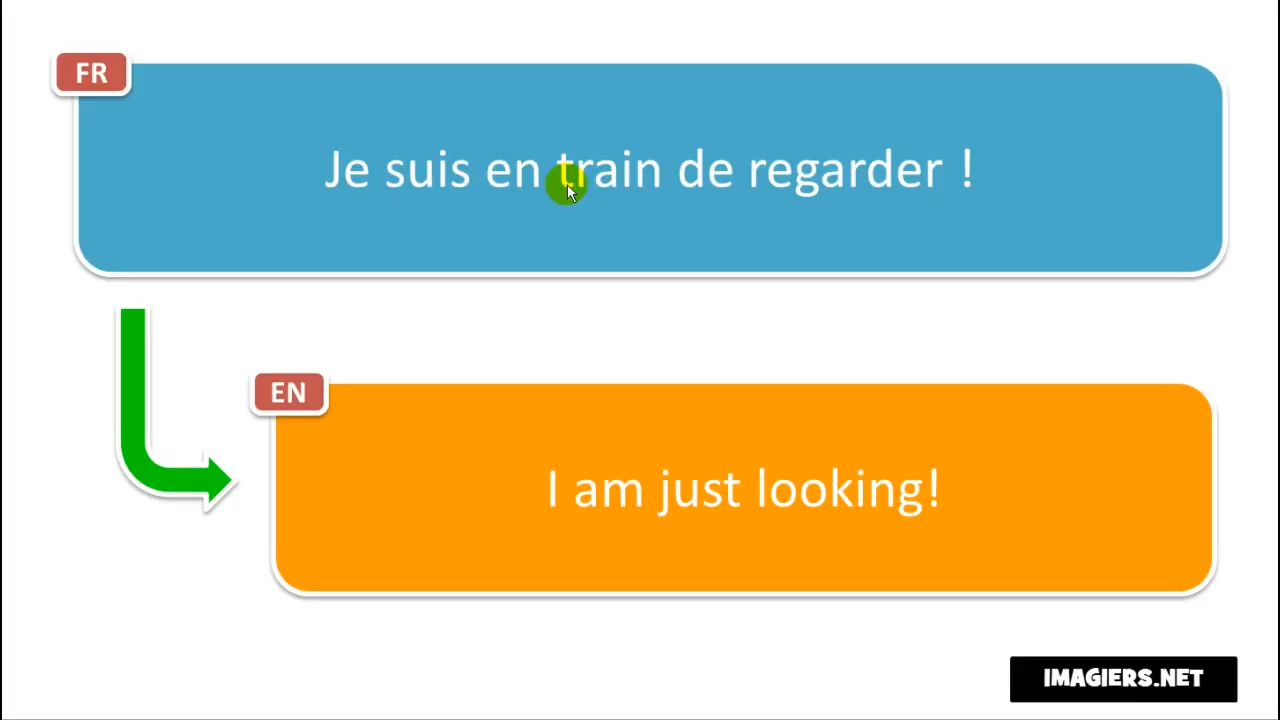 FR
Je suis en train de regarder !
EN
I am just looking!
IMAGIERS.NET